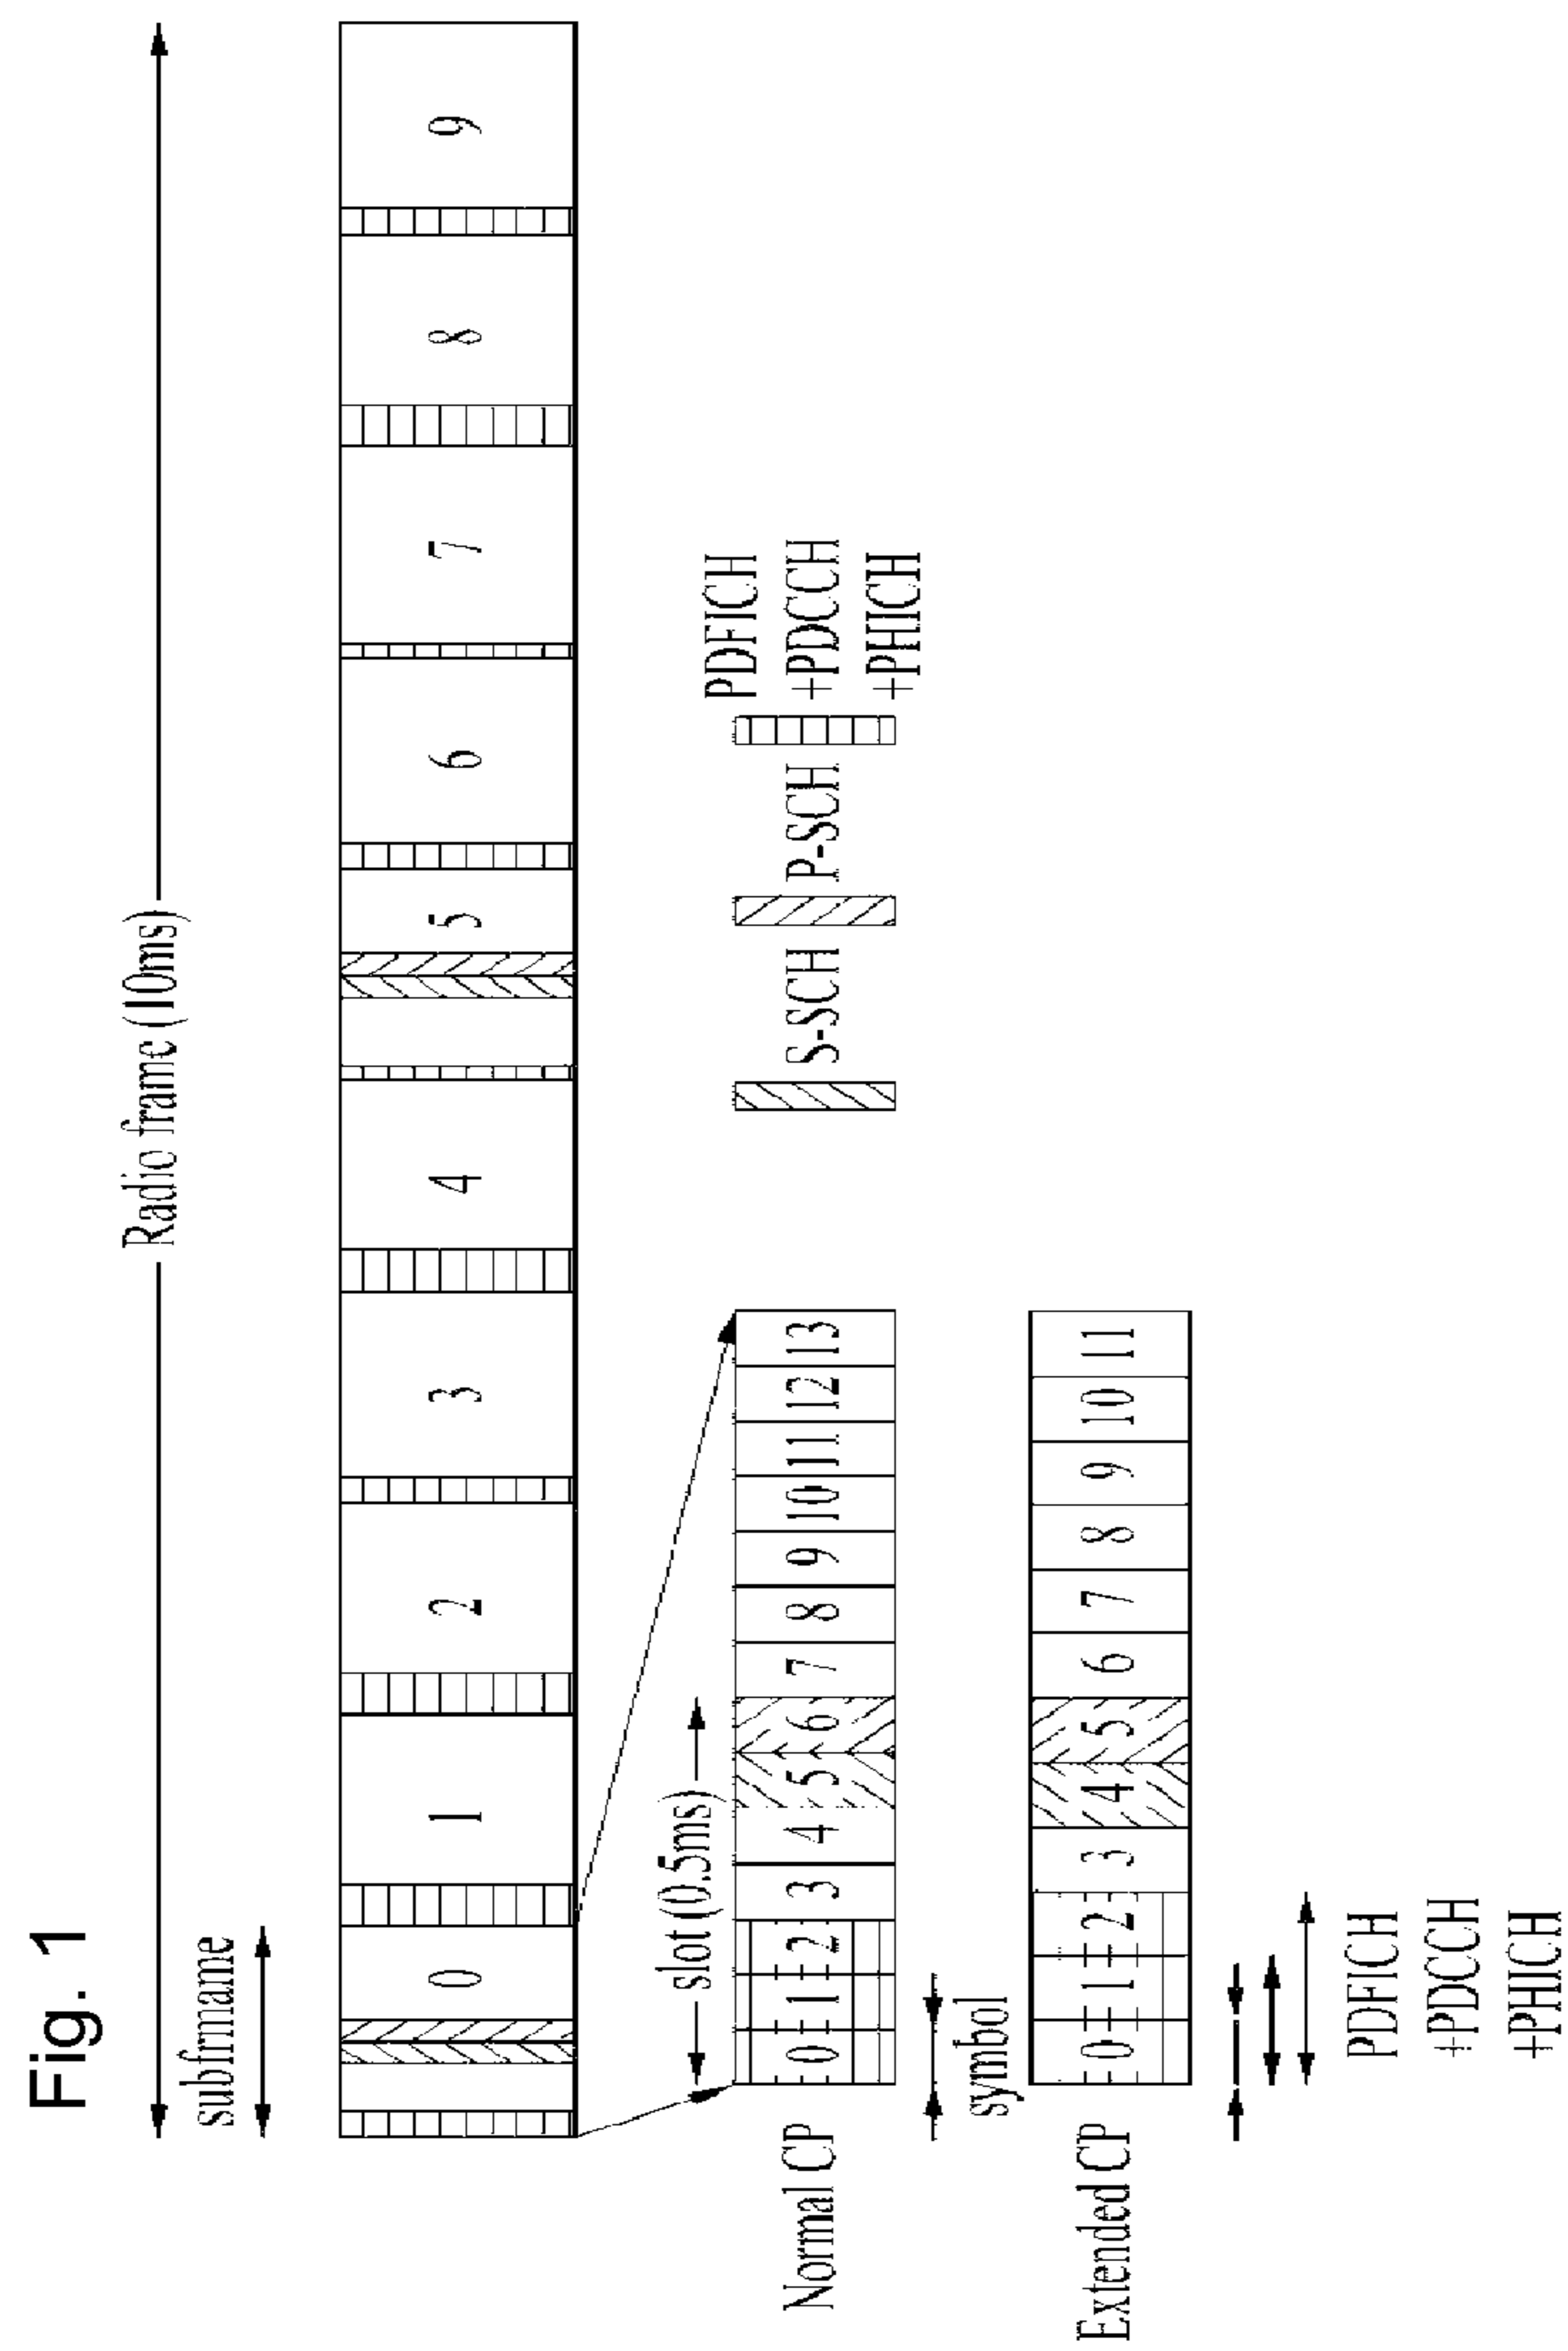 Fig. 1
Radio frame (10ms)
subfrmame
0 1 2 3 4 5 6 7 8 9
slot (0.5ms)
Normal CP
0 1 2 3 4 5 6 7 8 9 10 11 12 13
S-SCH
P-SCH
PDFICH
+PDCCH
+PHICH
symbol
Extended CP
0 1 2 3 4 5 6 7 8 9 10 11
PDFICH
+PDCCH
+PHICH